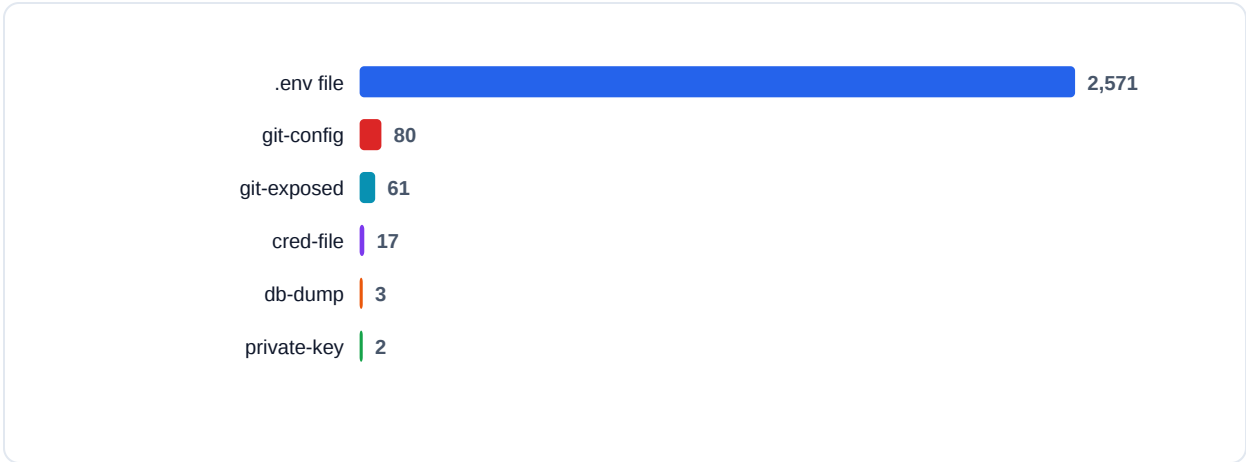 .env file 2,571
git-config 80
git-exposed 61
cred-file 17
db-dump 3
private-key 2